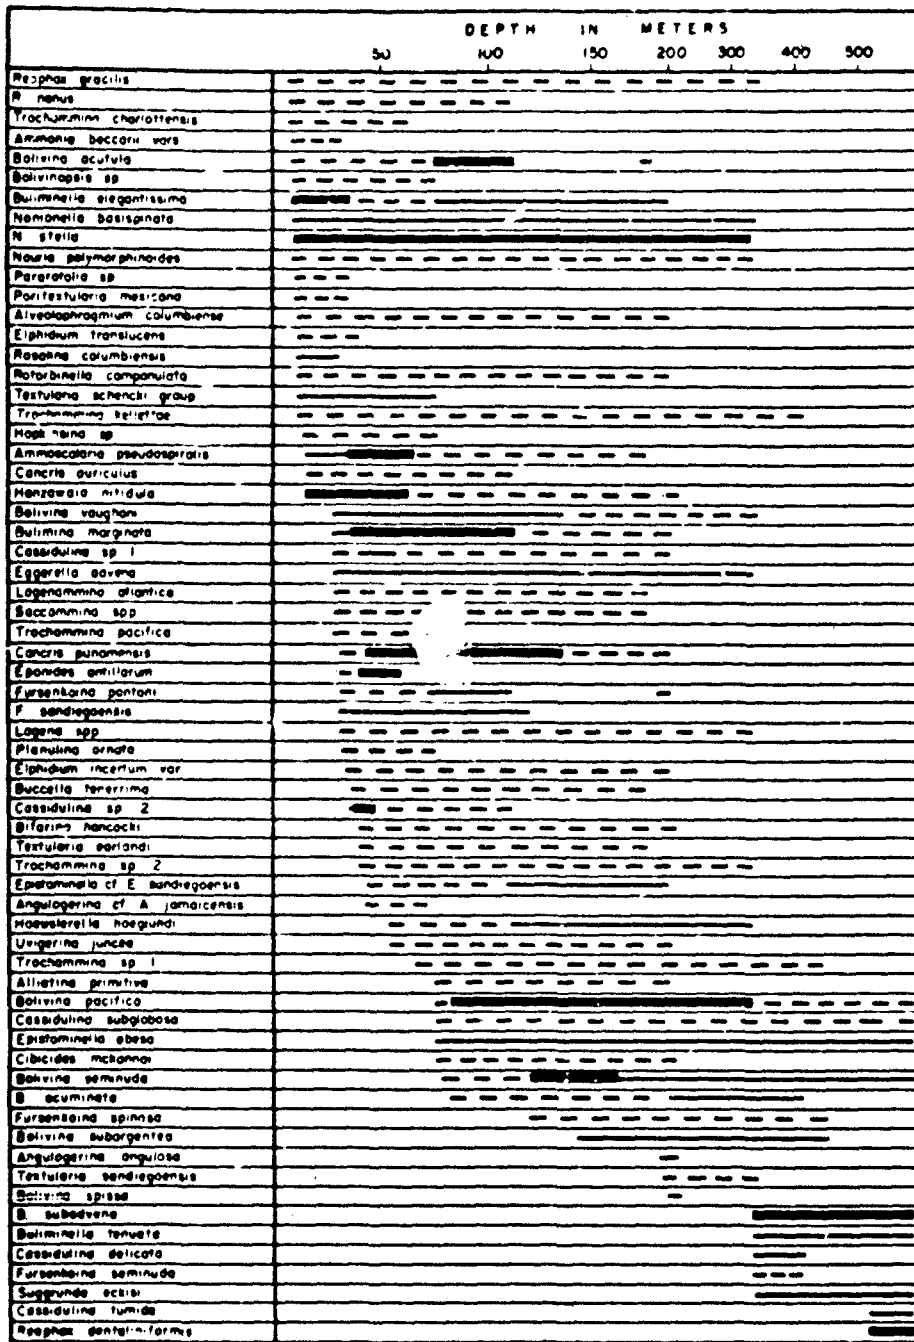 DEPTH IN METERS
50 100 150 200 300 400 500
Reophax gracilis
R. nanus
Trochammina charlottensis
Ammonia beccarii vars
Bolivina acutula
Bolivinopsis sp
Buliminella elegantissima
Nonionella basispinata
N. stella
Nouria polymorphinoides
Pararotalia sp
Poritextularia mexicana
Alveolophragmium columbiense
Elphidium translucens
Rosalina columbiensis
Rotorbinella campanulata
Textularia schencki group
Trochammina kellettae
Hopkinsina sp
Ammoscalaria pseudospiralis
Cancris auriculus
Hanzawaia nitidula
Bolivina vaughani
Bulimina marginata
Cassidulina sp 1
Eggerella advena
Lagenammina atlantica
Saccammina spp
Trochammina pacifica
Cancris panamensis
Eponides antillarum
Fursenkoina pontoni
F. sandiegoensis
Lagena spp
Planulina ornata
Elphidium incertum var
Buccella tenerrima
Cassidulina sp 2
Bifarina hancocki
Textularia earlandi
Trochammina sp 2
Epistominella cf E sandiegoensis
Angulogerina cf A jamaicensis
Hoeglundi
Uvigerina juncea
Trochammina sp 1
Alliatina primitiva
Bolivina pacifica
Cassidulina subglobosa
Epistominella obesa
Cibicides mckannai
Bolivina seminuda
B. acuminata
Fursenkoina spinosa
Bolivina subargentea
Angulogerina angulosa
Textularia sandiegoensis
Bolivina spissa
B. subadvena
Buliminella tenuata
Cassidulina delicata
Fursenkoina seminuda
Suggrunda eckisi
Cassidulina tumida
Reophax dentaliniformis